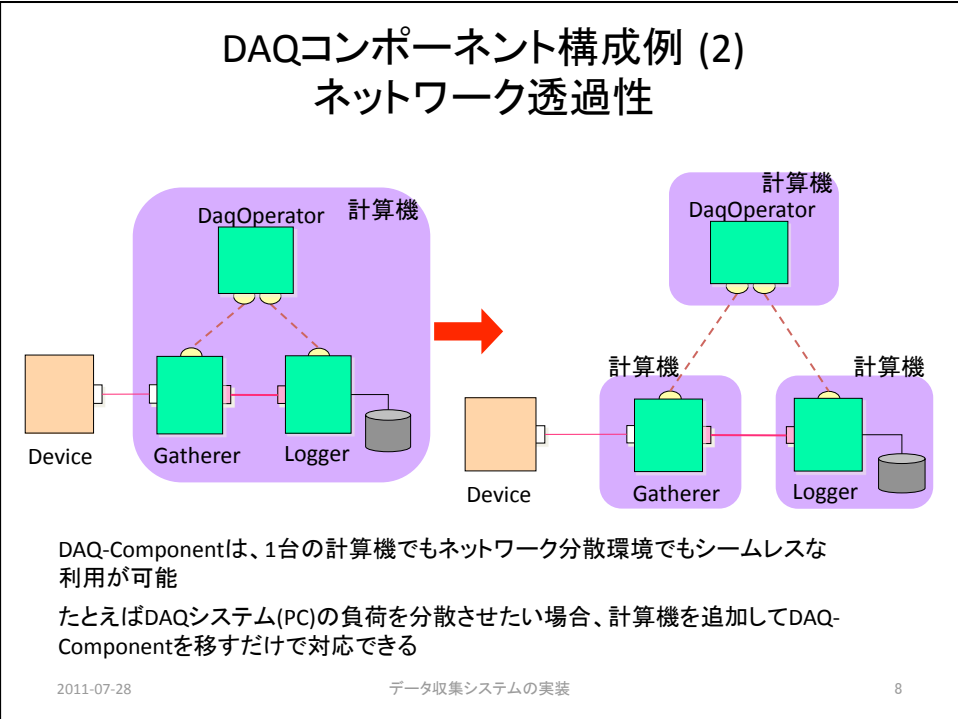 DAQコンポーネント構成例 (2)
ネットワーク透過性
計算機
DaqOperator
Device
Gatherer
Logger
計算機
DaqOperator
計算機
計算機
Device
Gatherer
Logger
DAQ-Componentは、1台の計算機でもネットワーク分散環境でもシームレスな
利用が可能
たとえばDAQシステム(PC)の負荷を分散させたい場合、計算機を追加してDAQ-
Componentを移すだけで対応できる
2011-07-28
データ収集システムの実装
8